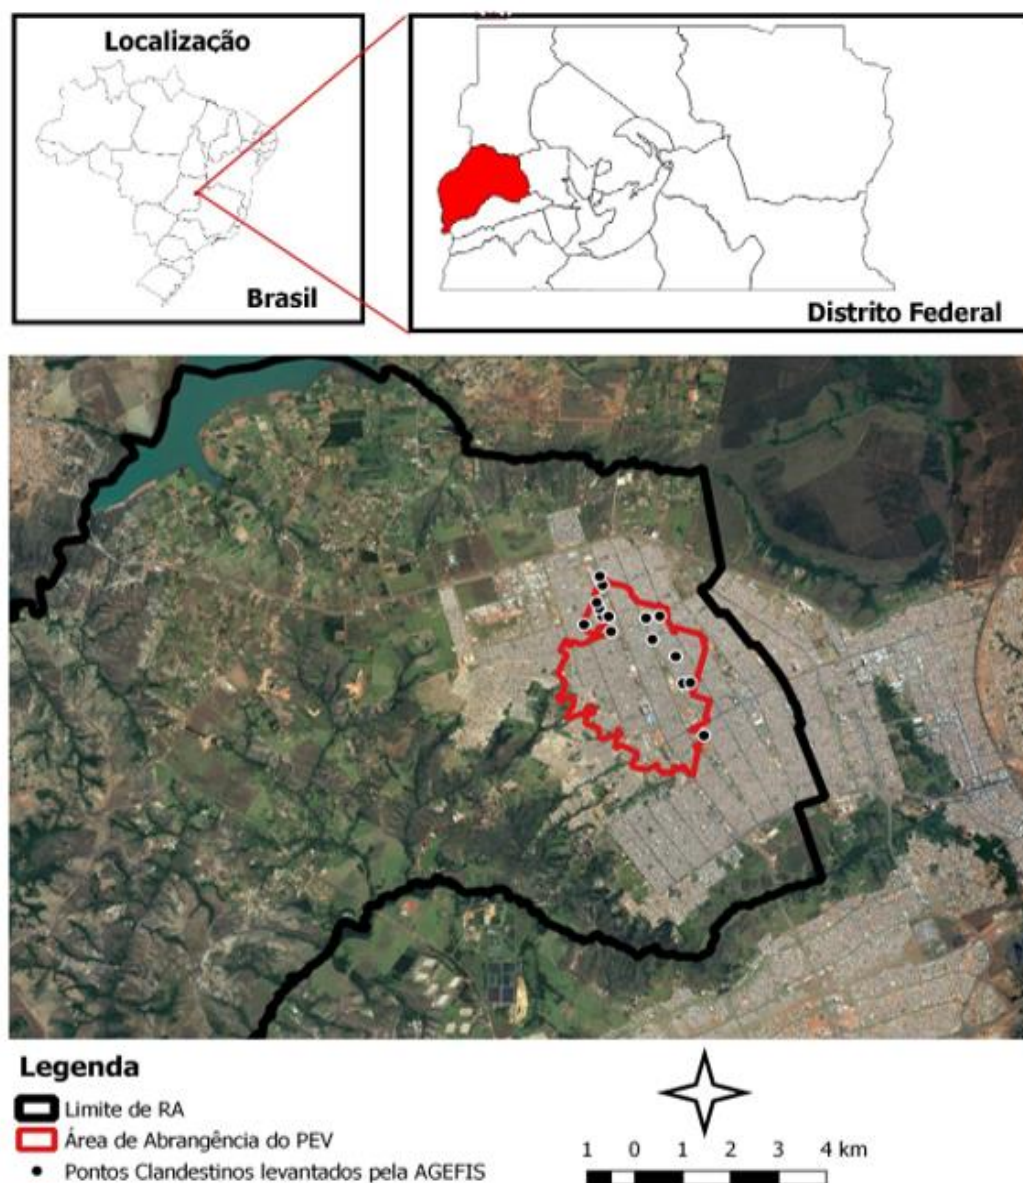 Localização
Brasil
Distrito Federal
Legenda
Limite de RA
Área de Abrangência do PEV
Pontos Clandestinos levantados pela AGEFIS
1 0 1 2 3 4 km